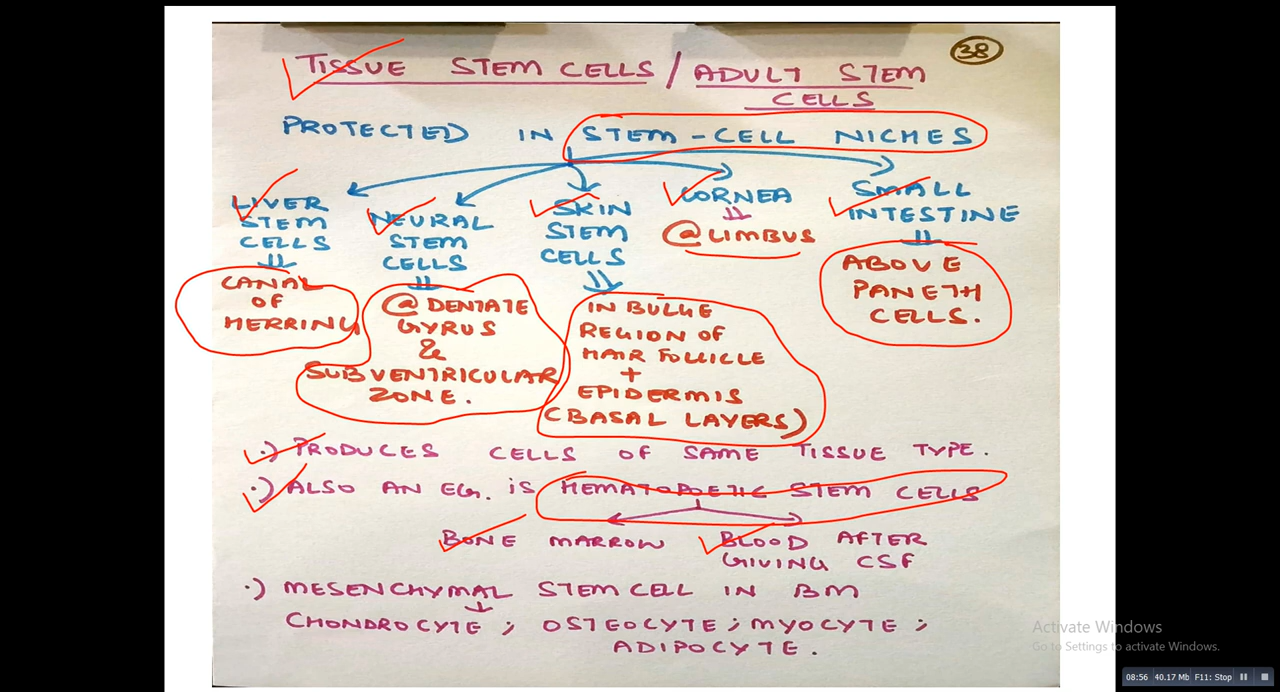 38
TISSUE STEM CELLS / ADULT STEM
CELLS
PROTECTED IN STEM-CELL NICHES
LIVER
STEM
CELLS
CANAL
OF
HERRING
NEURAL
STEM
CELLS
@ DENTATE
GYRUS
&
SUBVENTRICULAR
ZONE.
SKIN
STEM
CELLS
IN BULGE
REGION OF
HAIR FOLLICLE
+
EPIDERMIS
(BASAL LAYERS)
CORNEA
@ LIMBUS
SMALL
INTESTINE
ABOVE
PANETH
CELLS.
.) PRODUCES CELLS OF SAME TISSUE TYPE.
.) ALSO AN EG. IS HEMATOPOETIC STEM CELLS
BONE MARROW
BLOOD AFTER
GIVING CSF
.) MESENCHYMAL STEM CELL IN BM
CHONDROCYTE ; OSTEOCYTE ; MYOCYTE ;
ADIPOCYTE.
Activate Windows
Go to Settings to activate Windows.
08:56 40.17 Mb F11: Stop